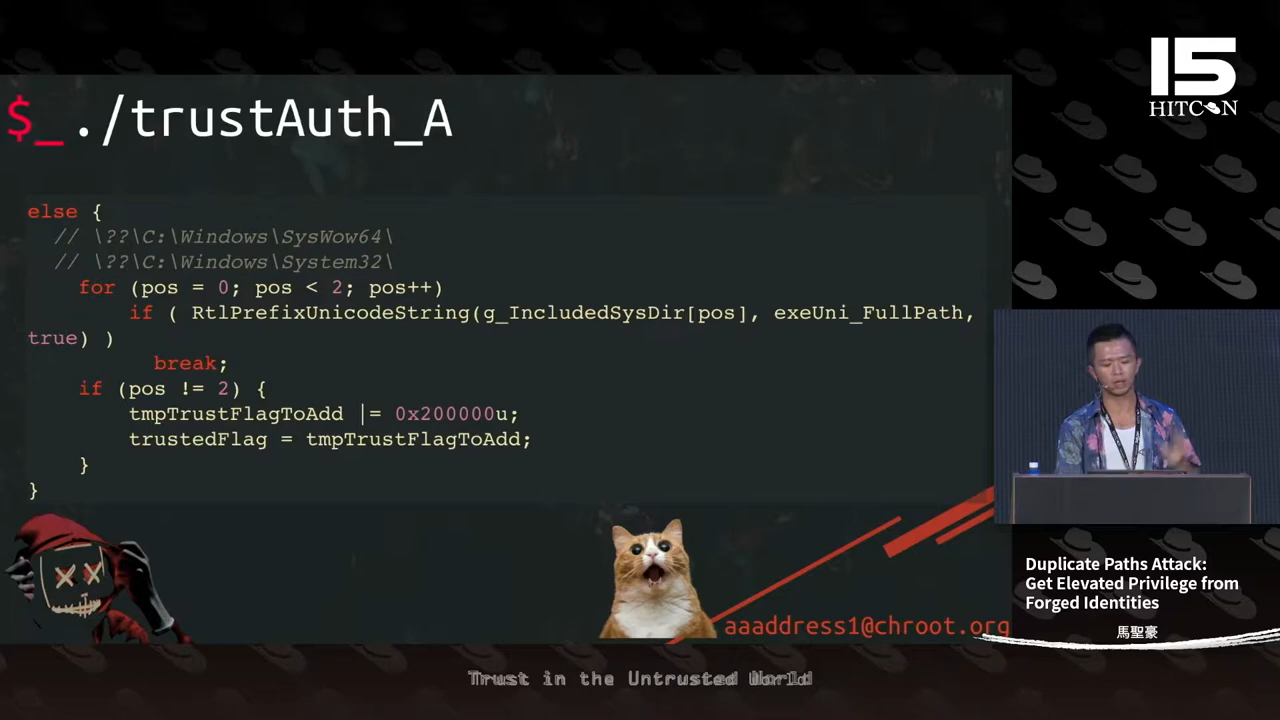 $_./trustAuth_A
else {
// \??\C:\Windows\SysWow64\
// \??\C:\Windows\System32\
for (pos = 0; pos < 2; pos++)
if ( RtlPrefixUnicodeString(g_IncludedSysDir[pos], exeUni_FullPath,
true) )
break;
if (pos != 2) {
tmpTrustFlagToAdd |= 0x200000u;
trustedFlag = tmpTrustFlagToAdd;
}
}
aaaddress1@chroot.org
15
HITCON
Duplicate Paths Attack:
Get Elevated Privilege from
Forged Identities
馬聖豪
Trust in the Untrusted World